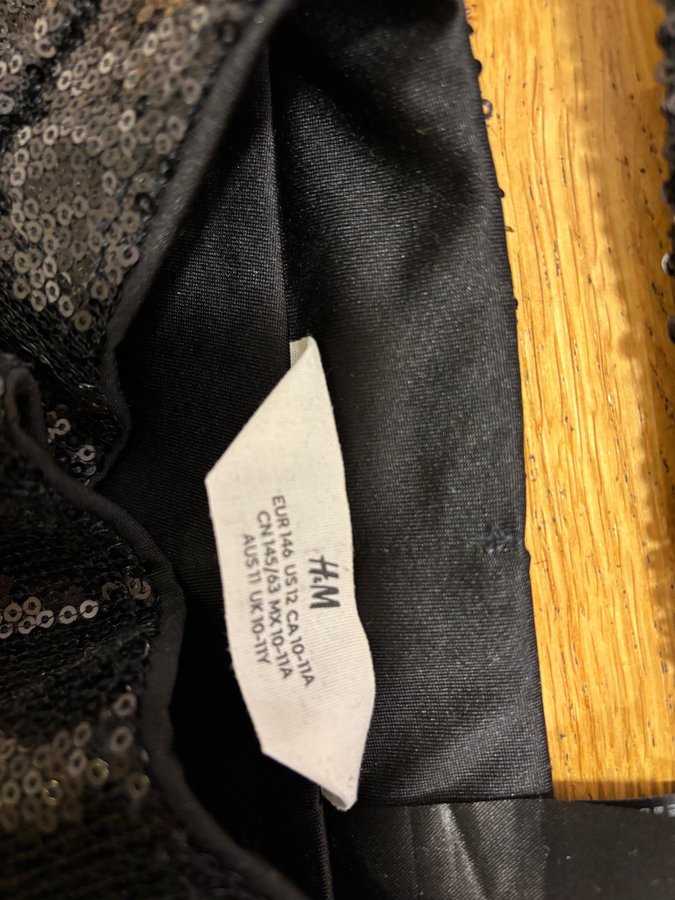 H&M
EUR 146 US 12 CA 10-11A
CN 145/63 MX 10-11A
AUS 11 UK 10-11Y